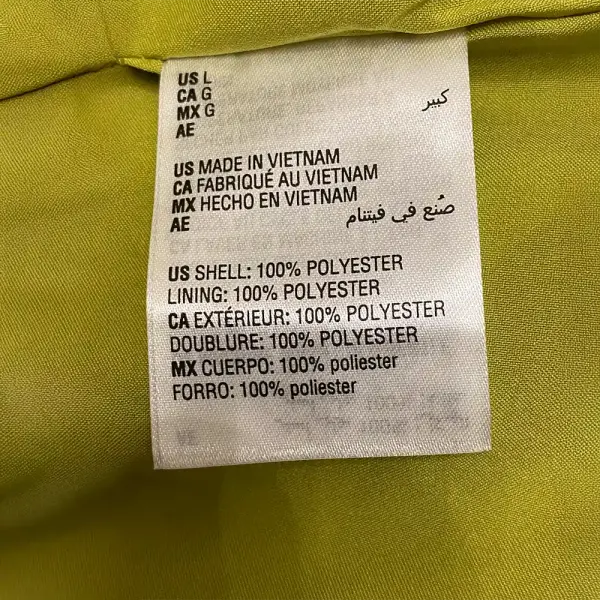 US L
CA G
MX G
AE كبير
US MADE IN VIETNAM
CA FABRIQUÉ AU VIETNAM
MX HECHO EN VIETNAM
AE صُنع في فيتنام
US SHELL: 100% POLYESTER
LINING: 100% POLYESTER
CA EXTÉRIEUR: 100% POLYESTER
DOUBLURE: 100% POLYESTER
MX CUERPO: 100% poliester
FORRO: 100% poliester